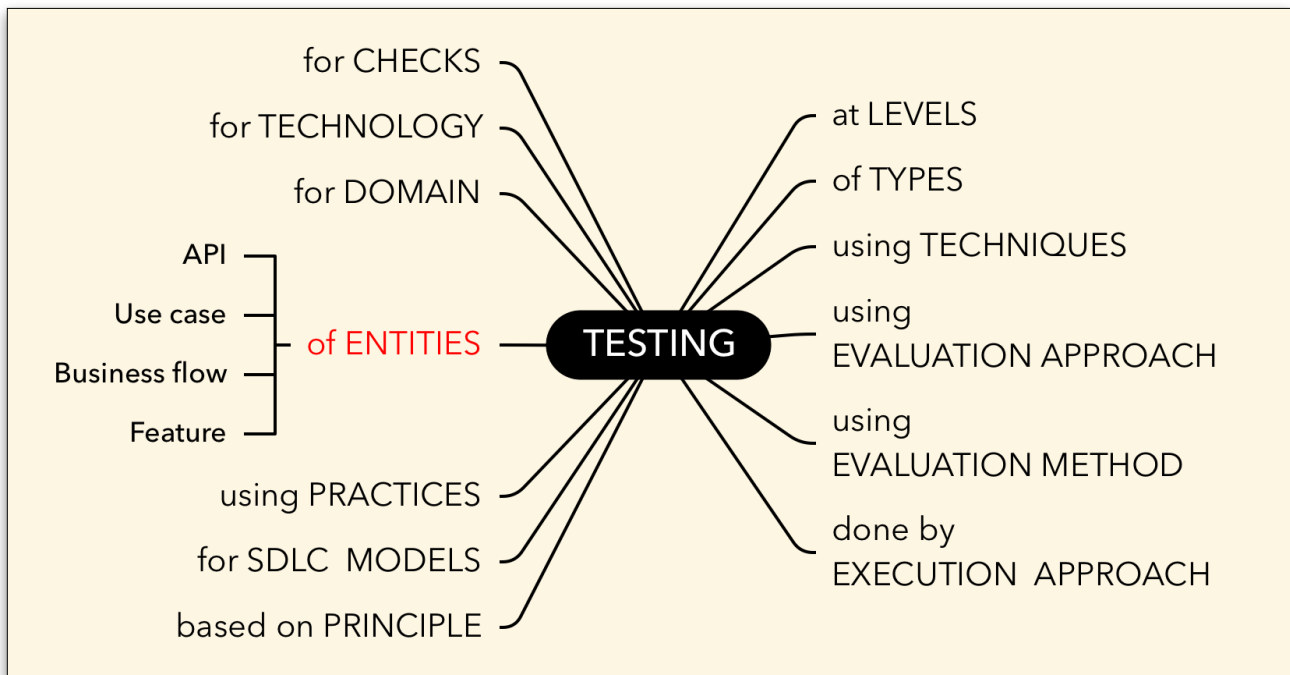 for CHECKS
for TECHNOLOGY
for DOMAIN
API
Use case
Business flow
Feature
of ENTITIES
using PRACTICES
for SDLC MODELS
based on PRINCIPLE
TESTING
at LEVELS
of TYPES
using TECHNIQUES
using
EVALUATION APPROACH
using
EVALUATION METHOD
done by
EXECUTION APPROACH